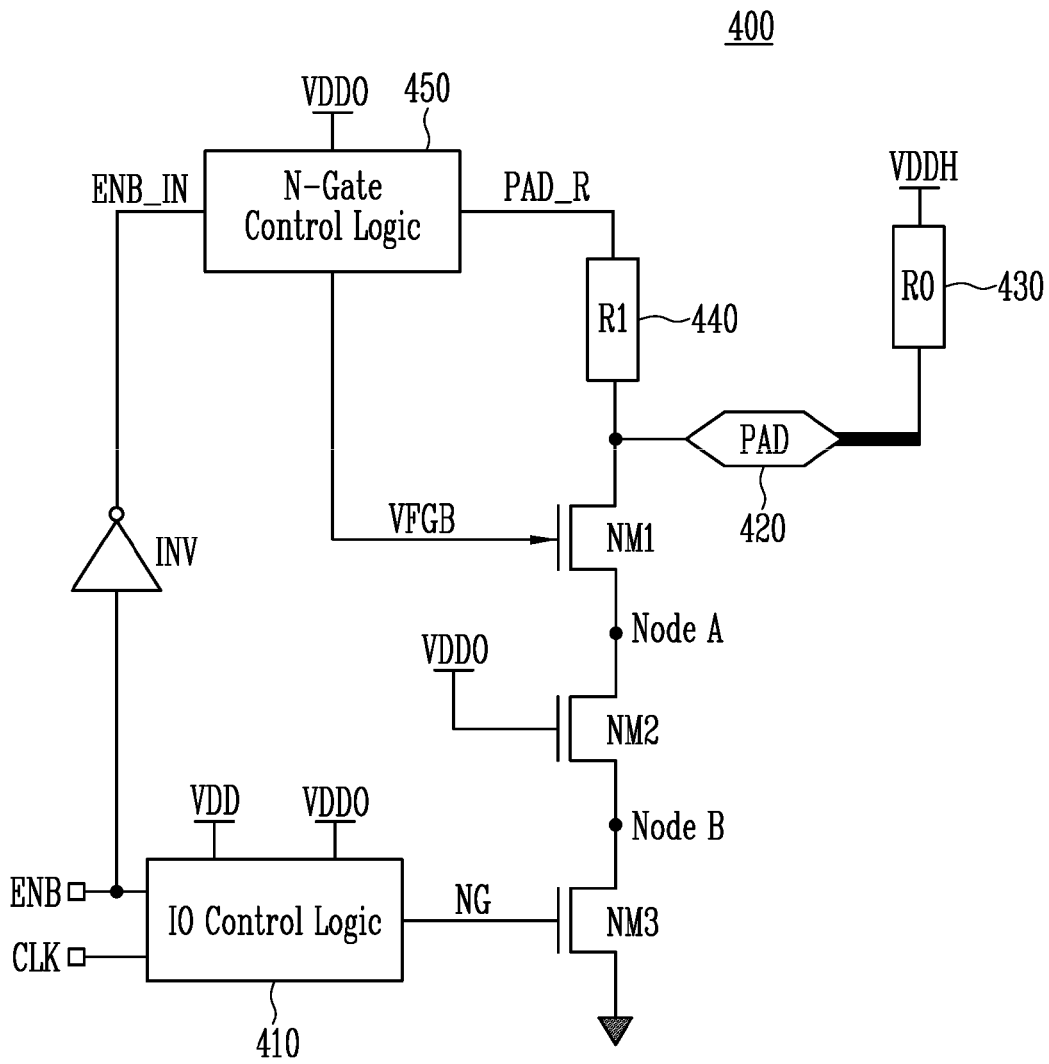 400
450
VDDO
VDDH
ENB_IN
N-Gate
Control Logic
PAD_R
R0
430
R1
440
PAD
420
VFGB
NM1
INV
Node A
VDDO
NM2
VDD
VDDO
Node B
ENB
IO Control Logic
NG
NM3
CLK
410